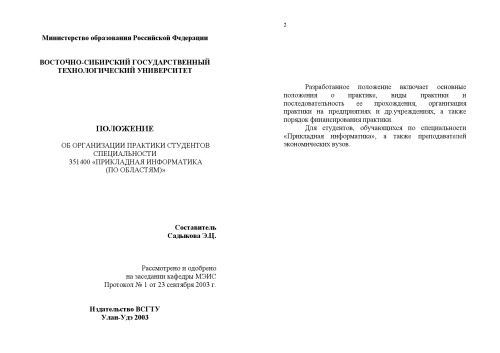 Министерство образования Российской Федерации
ВОСТОЧНО-СИБИРСКИЙ ГОСУДАРСТВЕННЫЙ
ТЕХНОЛОГИЧЕСКИЙ УНИВЕРСИТЕТ
ПОЛОЖЕНИЕ
ОБ ОРГАНИЗАЦИИ ПРАКТИКИ СТУДЕНТОВ
СПЕЦИАЛЬНОСТИ
351400 «ПРИКЛАДНАЯ ИНФОРМАТИКА
(ПО ОБЛАСТЯМ)»
Составитель
Садыкова Э.Ц.
Рассмотрено и одобрено
на заседании кафедры МЭИС
Протокол № 1 от 23 сентября 2003 г.
Издательство ВСГТУ
Улан-Удэ 2003
2
Разработанное положение включает основные
положения о практике, виды практики и
последовательность ее прохождения, организация
практики на предприятиях и др.учреждениях, а также
порядок финансирования практики.
Для студентов, обучающихся по специальности
«Прикладная информатика», а также преподавателей
экономических вузов.